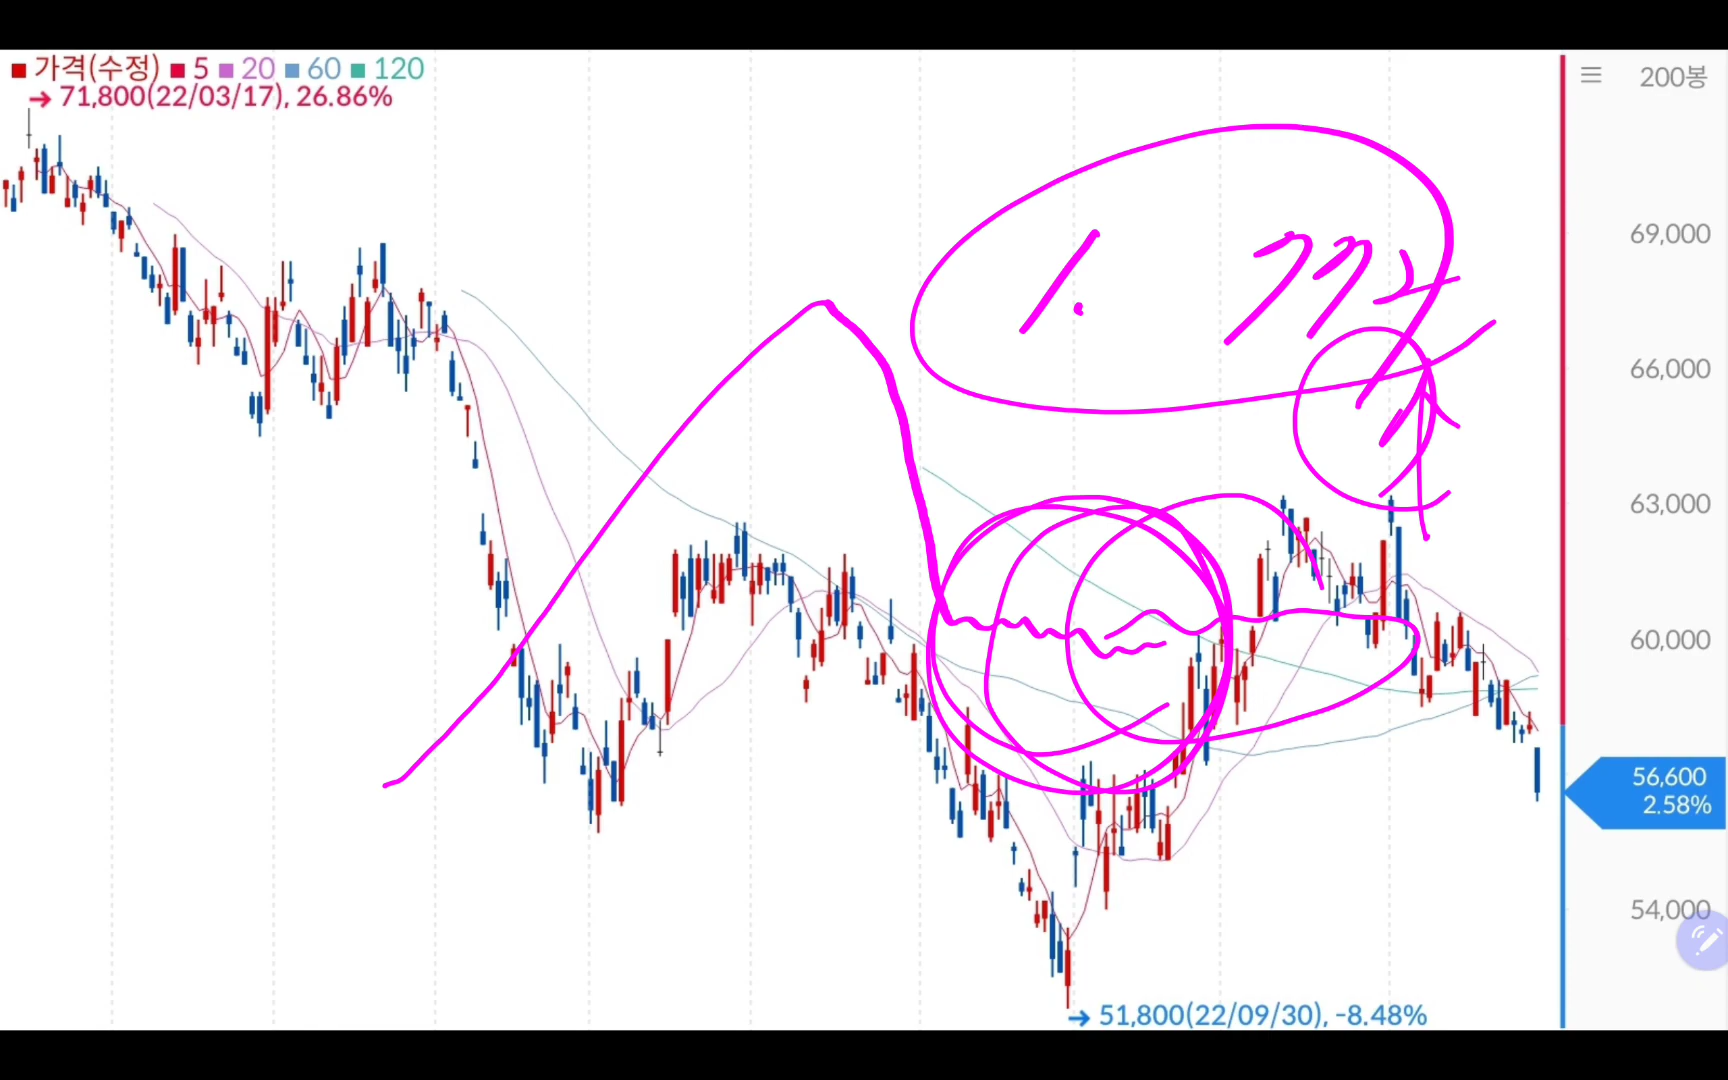 가격(수정) 5 20 60 120
→ 71,800(22/03/17), 26.86%
200봉
69,000
66,000
63,000
60,000
56,600
2.58%
54,000
→ 51,800(22/09/30), -8.48%
1.